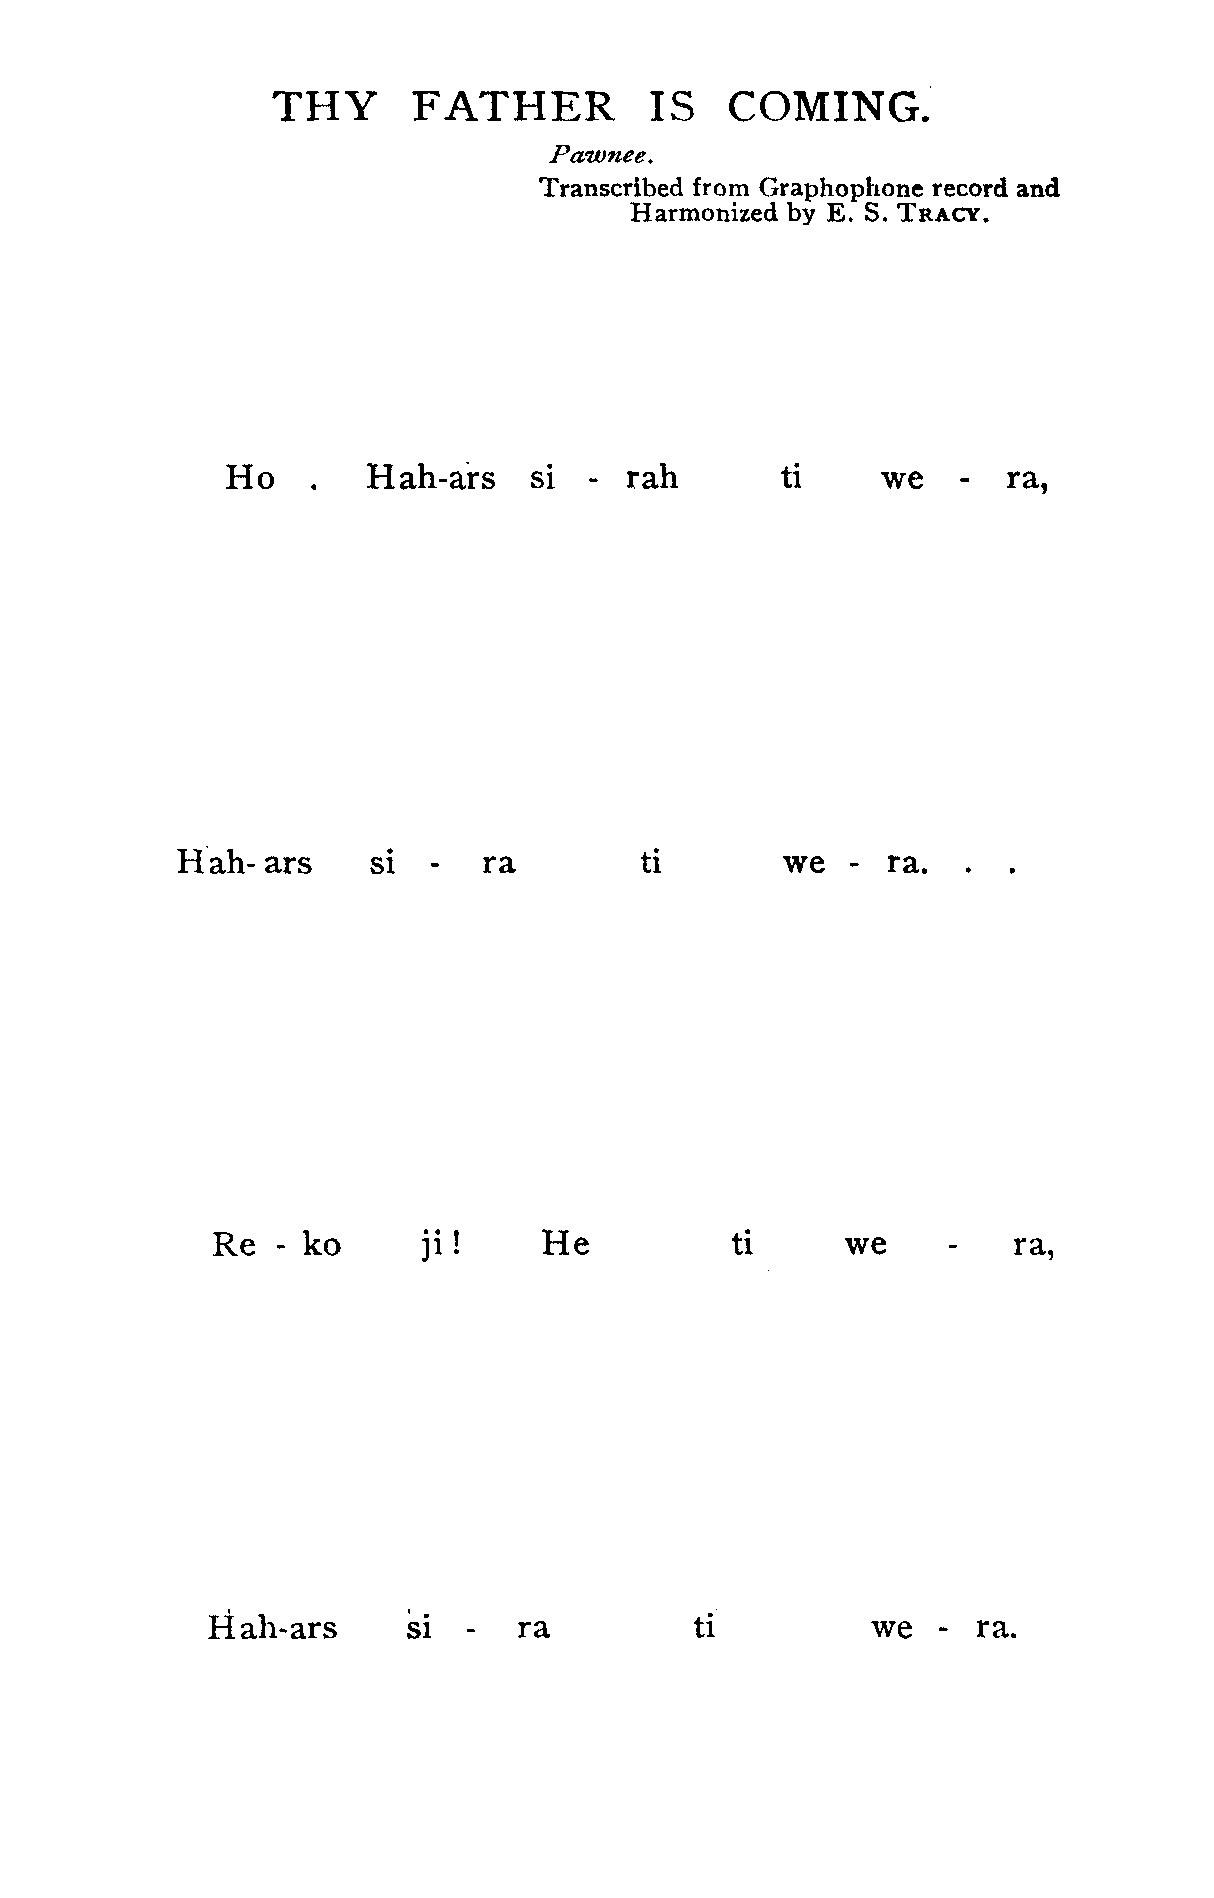 THY FATHER IS COMING.
Pawnee.
Transcribed from Graphophone record and
Harmonized by E. S. TRACY.
Ho . Hah-ars si - rah ti we - ra,
Hah- ars si - ra ti we - ra. . .
Re - ko ji! He ti we - ra,
Hah-ars si - ra ti we - ra.